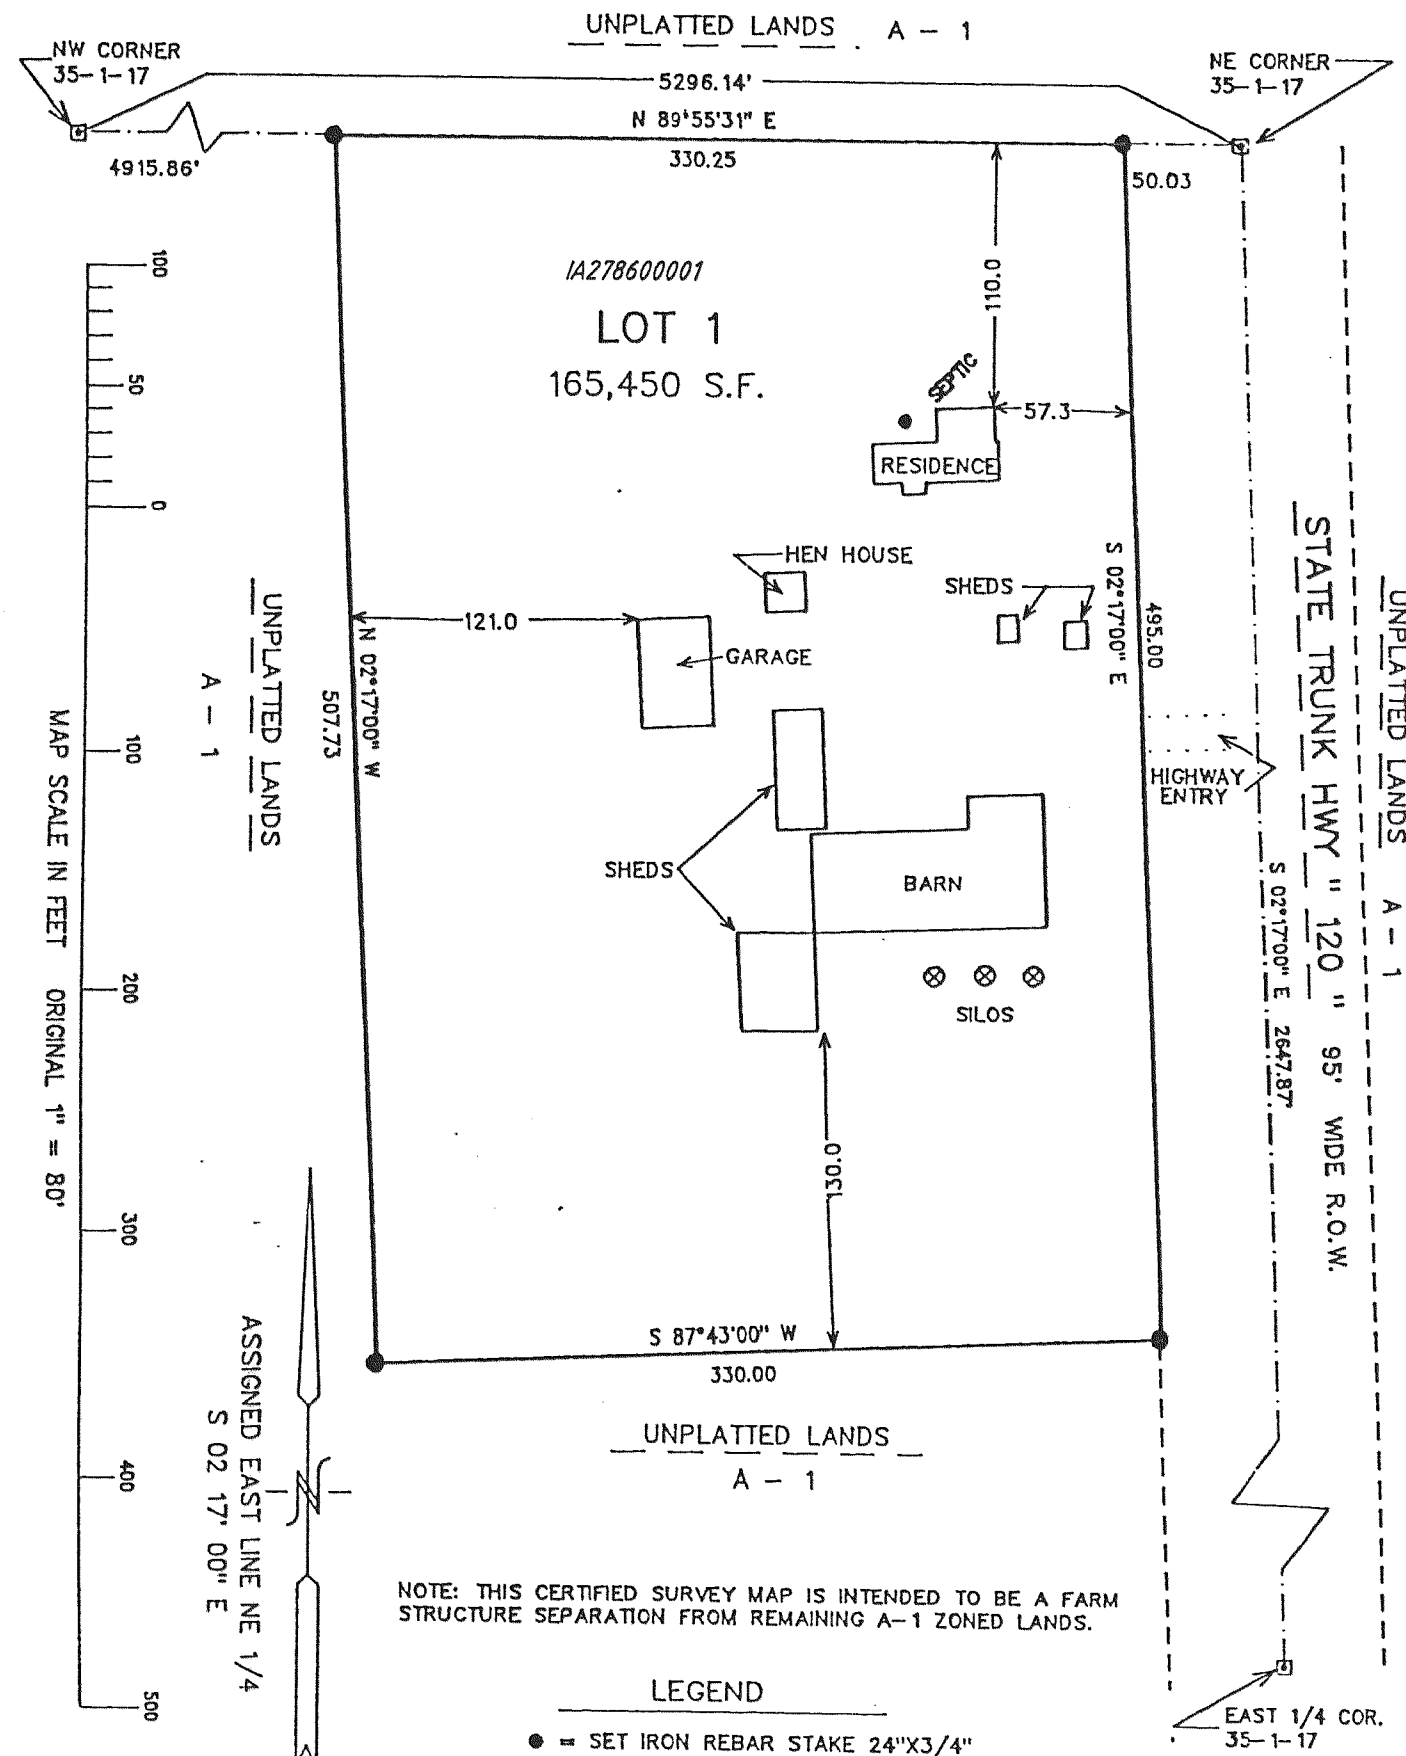 UNPLATTED LANDS . A - 1
NW CORNER
35-1-17
NE CORNER
35-1-17
5296.14'
N 89°55'31" E
4915.86'
330.25
50.03
110.0
1A278600001
LOT 1
165,450 S.F.
SEPTIC
57.3
RESIDENCE
HEN HOUSE
SHEDS
S 02°17'00" E
495.00
121.0
GARAGE
N 02°17'00" W
507.73
UNPLATTED LANDS
A - 1
HIGHWAY
ENTRY
SHEDS
BARN
SILOS
130.0
STATE TRUNK HWY " 120 " 95' WIDE R.O.W.
S 02°17'00" E 2647.87'
UNPLATTED LANDS A - 1
100
50
0
100
200
300
400
500
MAP SCALE IN FEET ORIGINAL 1" = 80'
S 87°43'00" W
330.00
UNPLATTED LANDS
A - 1
ASSIGNED EAST LINE NE 1/4
S 02 17' 00" E
NOTE: THIS CERTIFIED SURVEY MAP IS INTENDED TO BE A FARM
STRUCTURE SEPARATION FROM REMAINING A-1 ZONED LANDS.
LEGEND
● = SET IRON REBAR STAKE 24"X3/4"
EAST 1/4 COR.
35-1-17